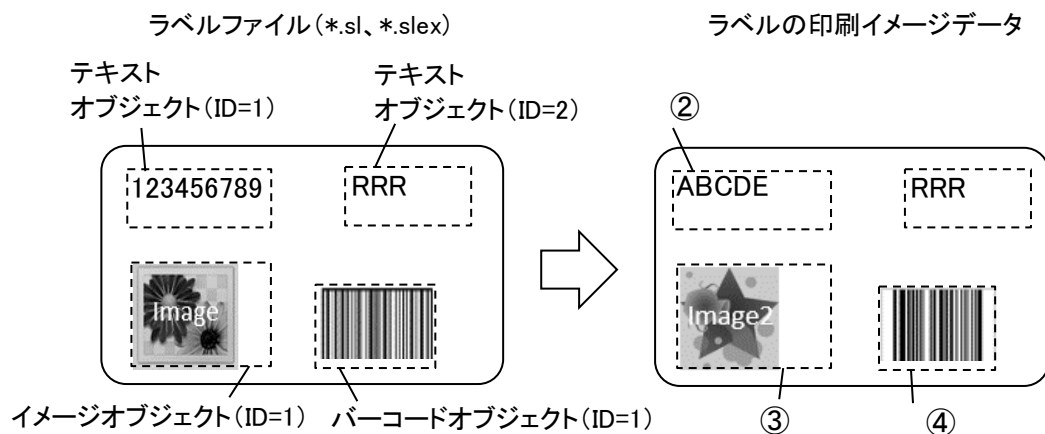 ラベルファイル(*.sl、*.slex)
ラベルの印刷イメージデータ
テキスト
オブジェクト(ID=1)
テキスト
オブジェクト(ID=2)
②
123456789
RRR
ABCDE
RRR
Image
Image2
イメージオブジェクト(ID=1)
バーコードオブジェクト(ID=1)
③
④